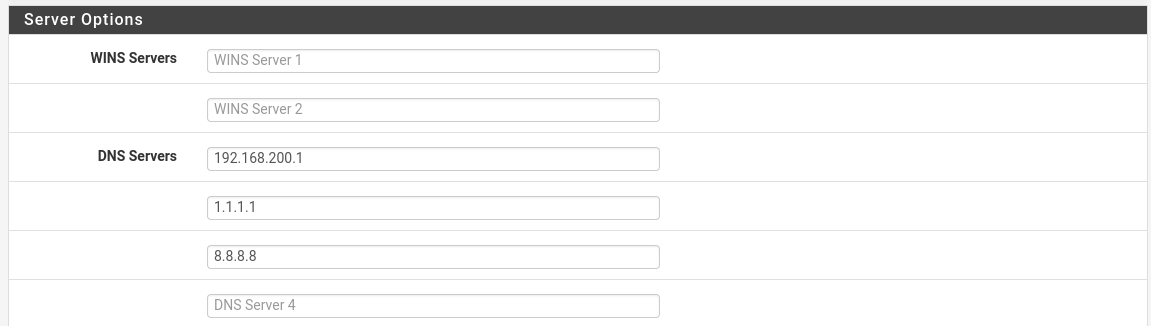 Server Options
WINS Servers
WINS Server 1
WINS Server 2
DNS Servers
192.168.200.1
1.1.1.1
8.8.8.8
DNS Server 4